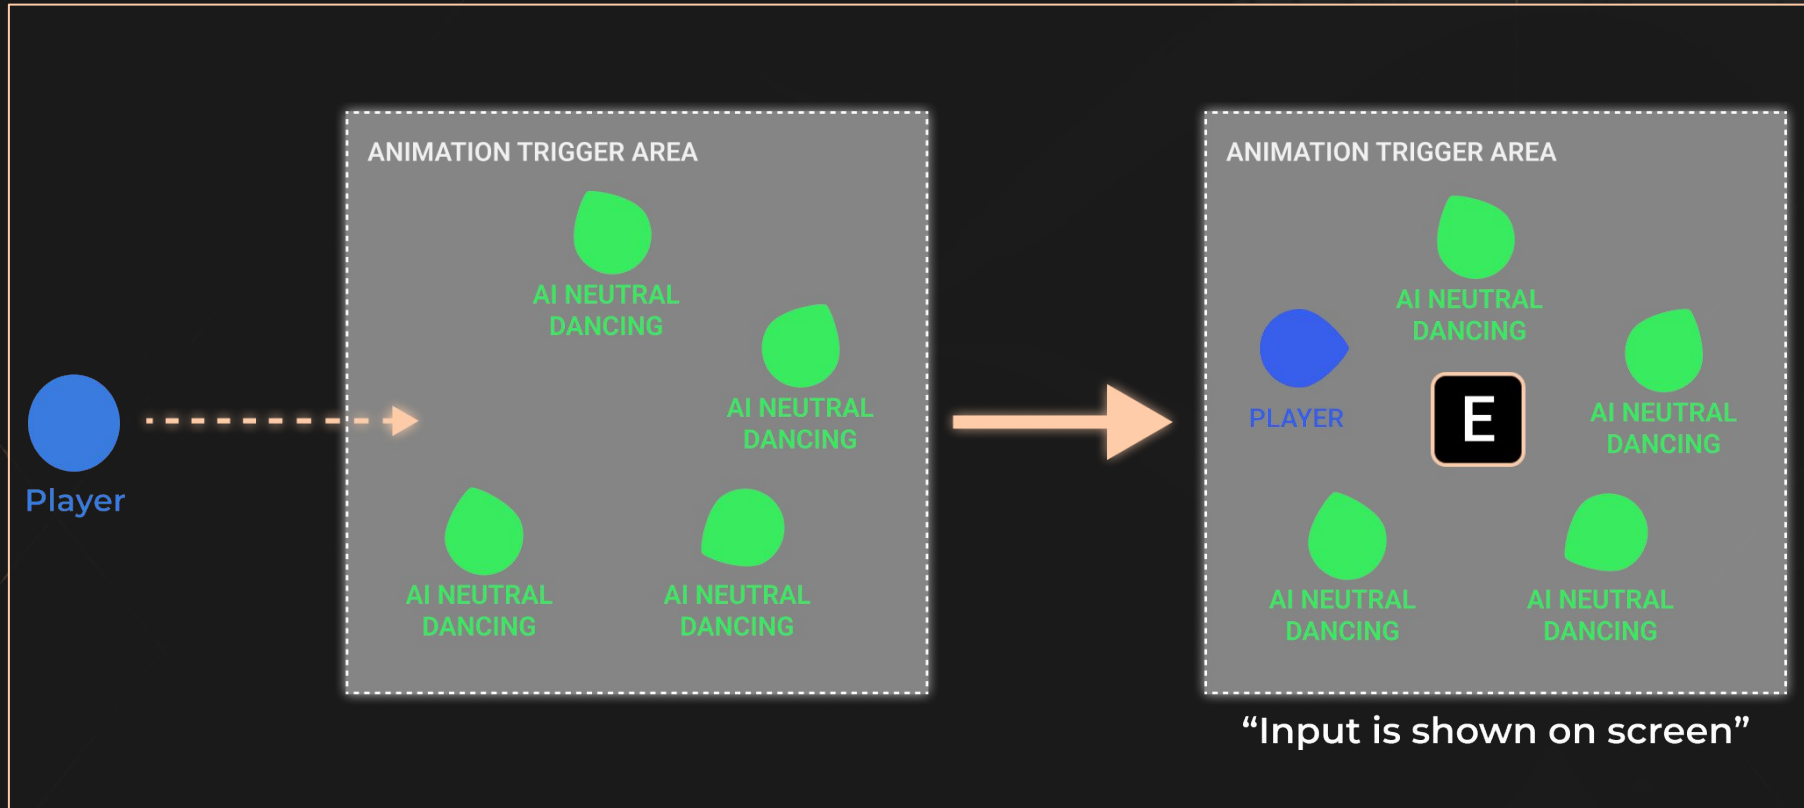 Player
ANIMATION TRIGGER AREA
AI NEUTRAL
DANCING
AI NEUTRAL
DANCING
AI NEUTRAL
DANCING
AI NEUTRAL
DANCING
ANIMATION TRIGGER AREA
AI NEUTRAL
DANCING
PLAYER
E
AI NEUTRAL
DANCING
AI NEUTRAL
DANCING
AI NEUTRAL
DANCING
“Input is shown on screen”